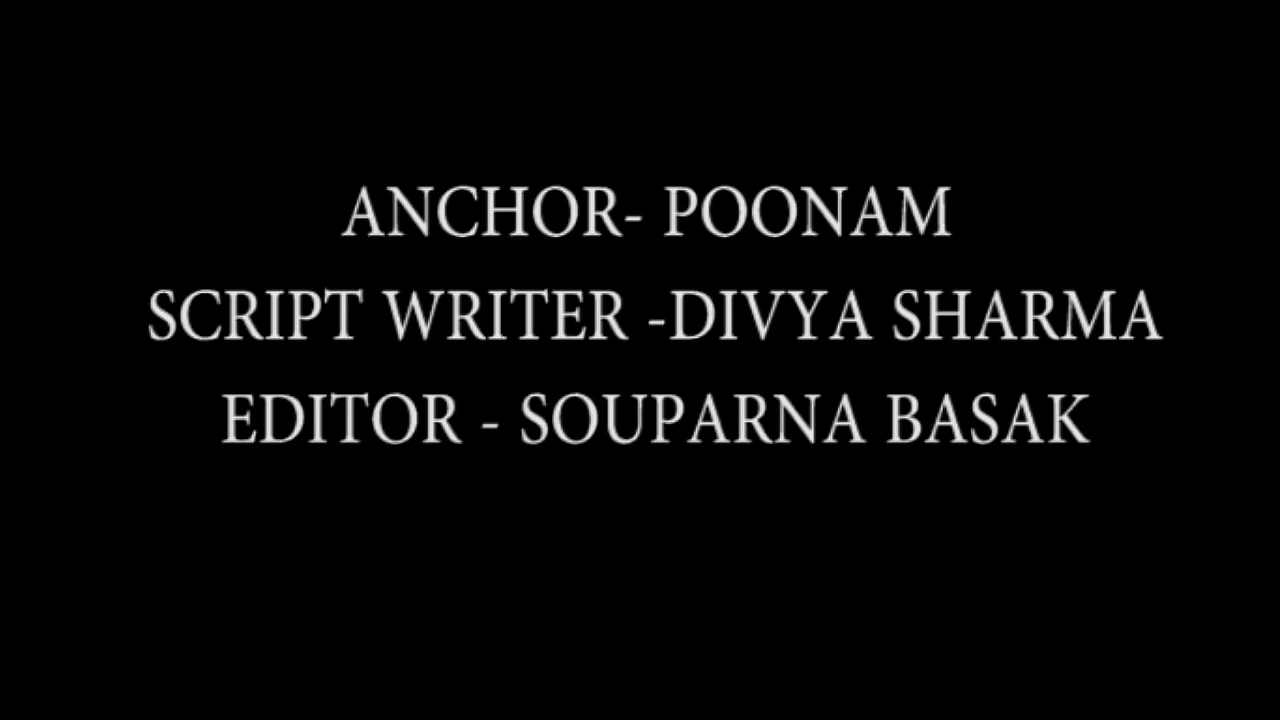 ANCHOR- POONAM
SCRIPT WRITER -DIVYA SHARMA
EDITOR - SOUPARNA BASAK